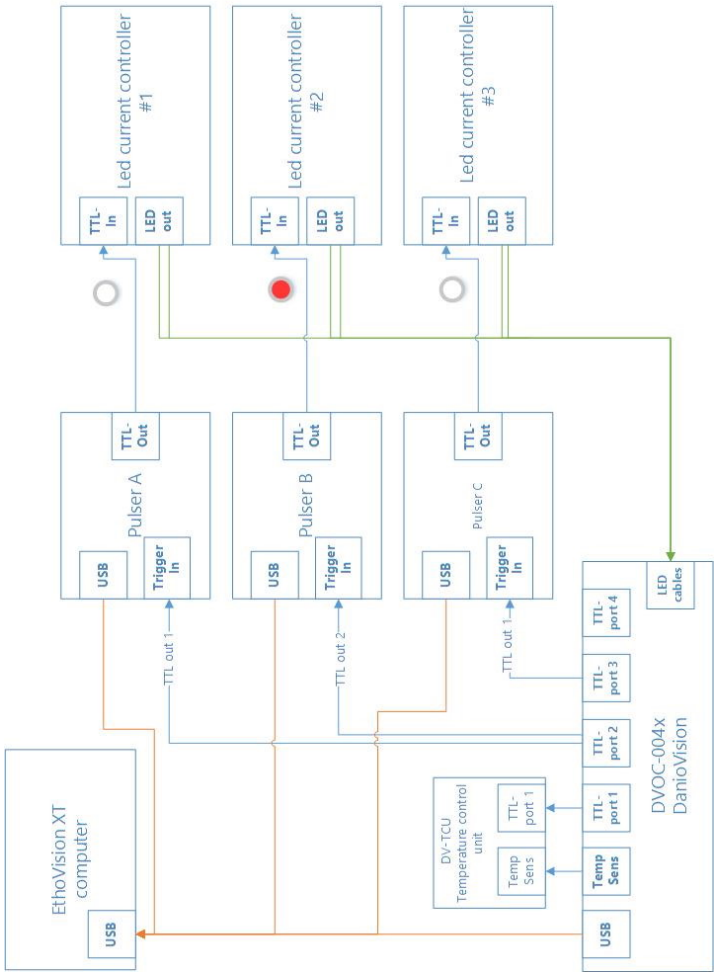 Led current controller
#1
TTL-
In
LED
out
Led current controller
#2
TTL-
In
LED
out
Led current controller
#3
TTL-
In
LED
out
TTL-
Out
Pulser A
USB
Trigger
In
TTL-
Out
Pulser B
USB
Trigger
In
TTL-
Out
Pulser C
USB
Trigger
In
TTL out 1
TTL out 2
TTL out 1
EthoVision XT
computer
USB
DV-TCU
Temperature control
unit
TTL-
port 1
Temp
Sens
LED
cables
TTL-
port 4
TTL-
port 3
TTL-
port 2
TTL-
port 1
Temp
Sens
USB
DVOC-004x
DanioVision